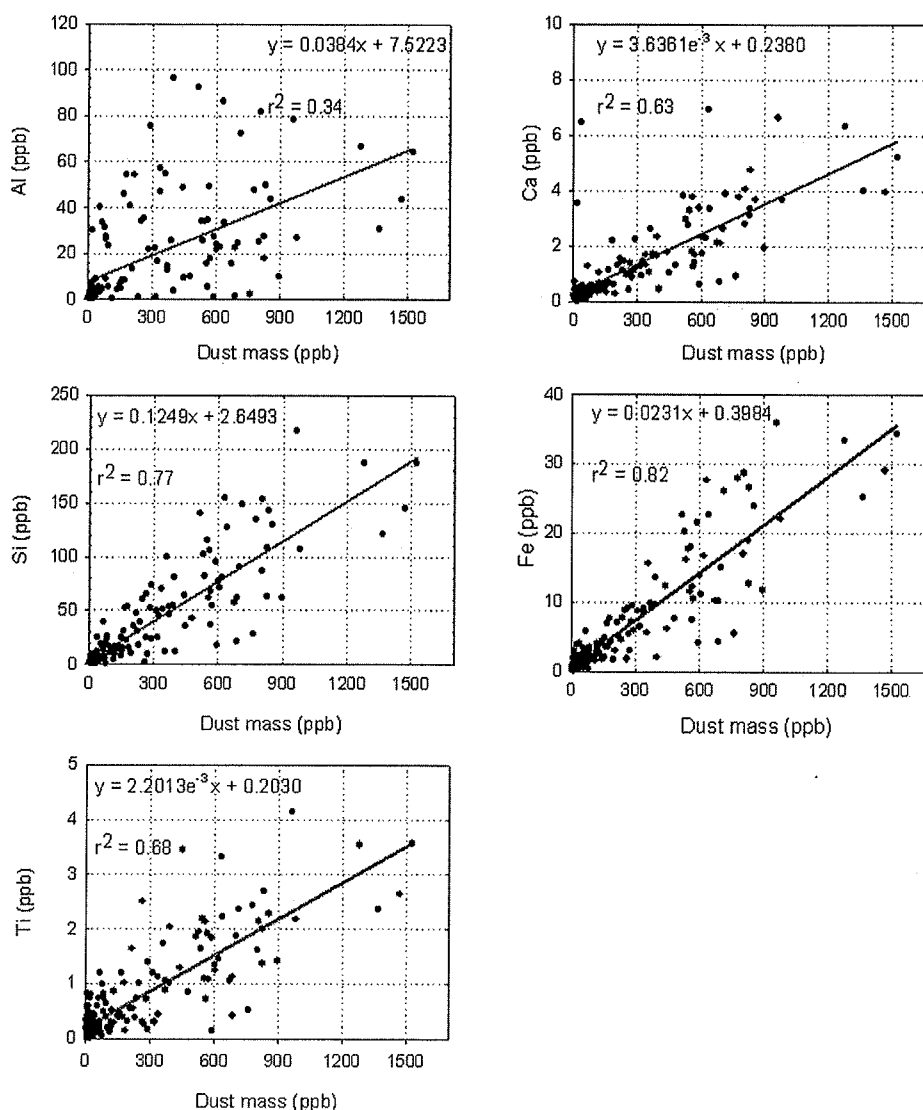 y = 0.0384x + 7.5223
r2 = 0.34
Al (ppb)
120
100
80
60
40
20
0
0 300 600 900 1200 1500
Dust mass (ppb)
y = 3.6361e-3 x + 0.2380
r2 = 0.63
Ca (ppb)
10
8
6
4
2
0
0 300 600 900 1200 1500
Dust mass (ppb)
y = 0.1249x + 2.6493
r2 = 0.77
Si (ppb)
250
200
150
100
50
0
0 300 600 900 1200 1500
Dust mass (ppb)
y = 0.0231x + 0.3984
r2 = 0.82
Fe (ppb)
40
30
20
10
0
0 300 600 900 1200 1500
Dust mass (ppb)
y = 2.2013e-3 x + 0.2030
r2 = 0.68
Ti (ppb)
5
4
3
2
1
0
0 300 600 900 1200 1500
Dust mass (ppb)